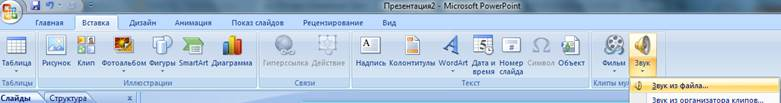 Презентация2 - Microsoft PowerPoint
Главная Вставка Дизайн Анимация Показ слайдов Рецензирование Вид
Таблица Рисунок Клип Фотоальбом Фигуры SmartArt Диаграмма Гиперссылка Действие Надпись Колонтитулы WordArt Дата и время Номер слайда Символ Объект Фильм Звук
Таблицы Иллюстрации Связи Текст Клипы му
Звук из файла...
Слайды Структура
Звук из организатора клипов...